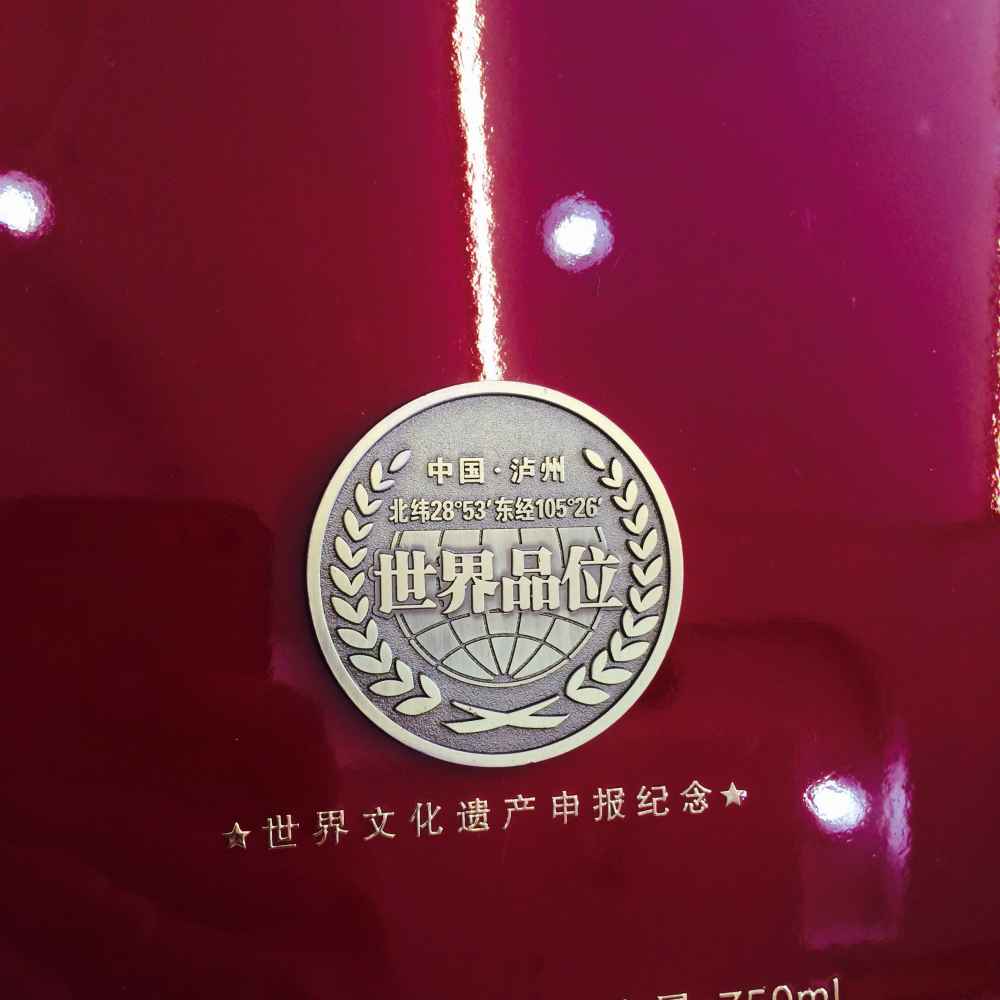 中国·泸州
北纬28°53′东经105°26′
世界品位
★世界文化遗产申报纪念★
750ml